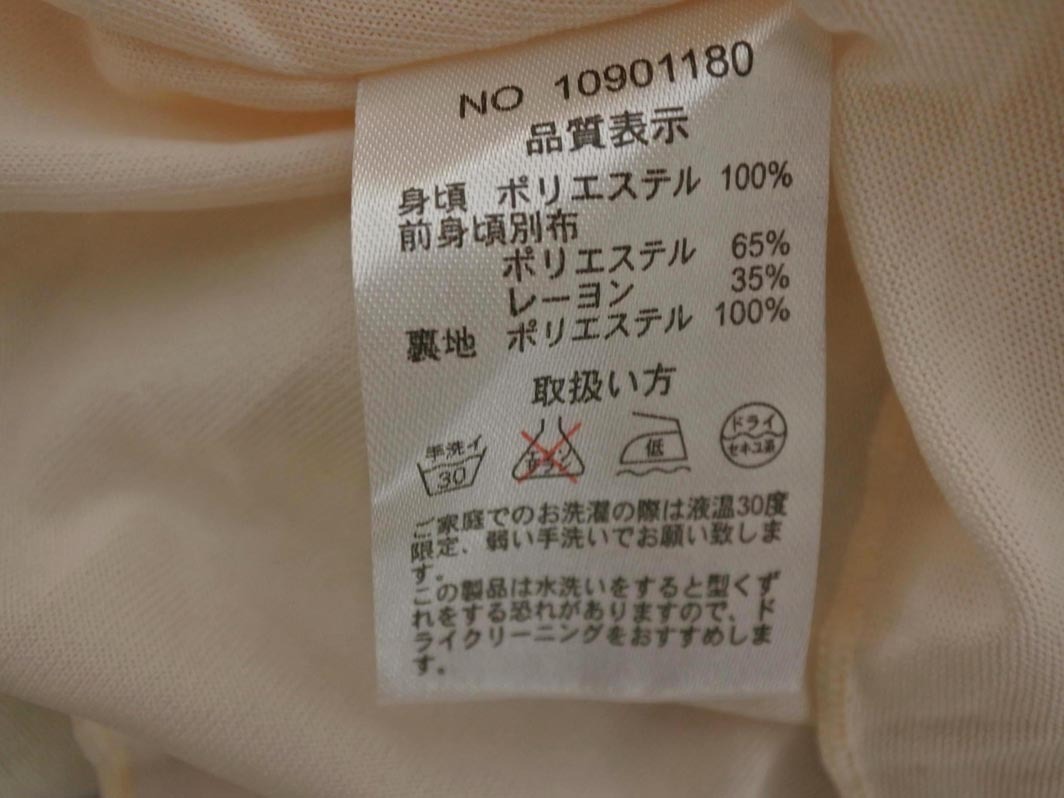 NO 10901180
品質表示
身頃 ポリエステル 100%
前身頃別布
ポリエステル 65%
レーヨン 35%
裏地 ポリエステル 100%
取扱い方
手洗イ
30
低
ドライ
セキユ系
ご家庭でのお洗濯の際は液温30度
限定、弱い手洗いでお願い致しま
す。
この製品は水洗いをすると型くず
れをする恐れがありますので、ド
ライクリーニングをおすすめしま
す。